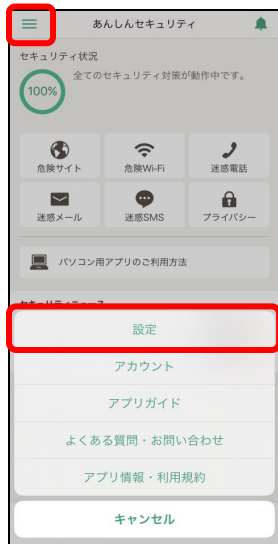 あんしんセキュリティ
セキュリティ状況
100%
全てのセキュリティ対策が動作中です。
危険サイト
危険Wi-Fi
迷惑電話
迷惑メール
迷惑SMS
プライバシー
パソコン用アプリのご利用方法
セキュリティニュース
設定
アカウント
アプリガイド
よくある質問・お問い合わせ
アプリ情報・利用規約
キャンセル